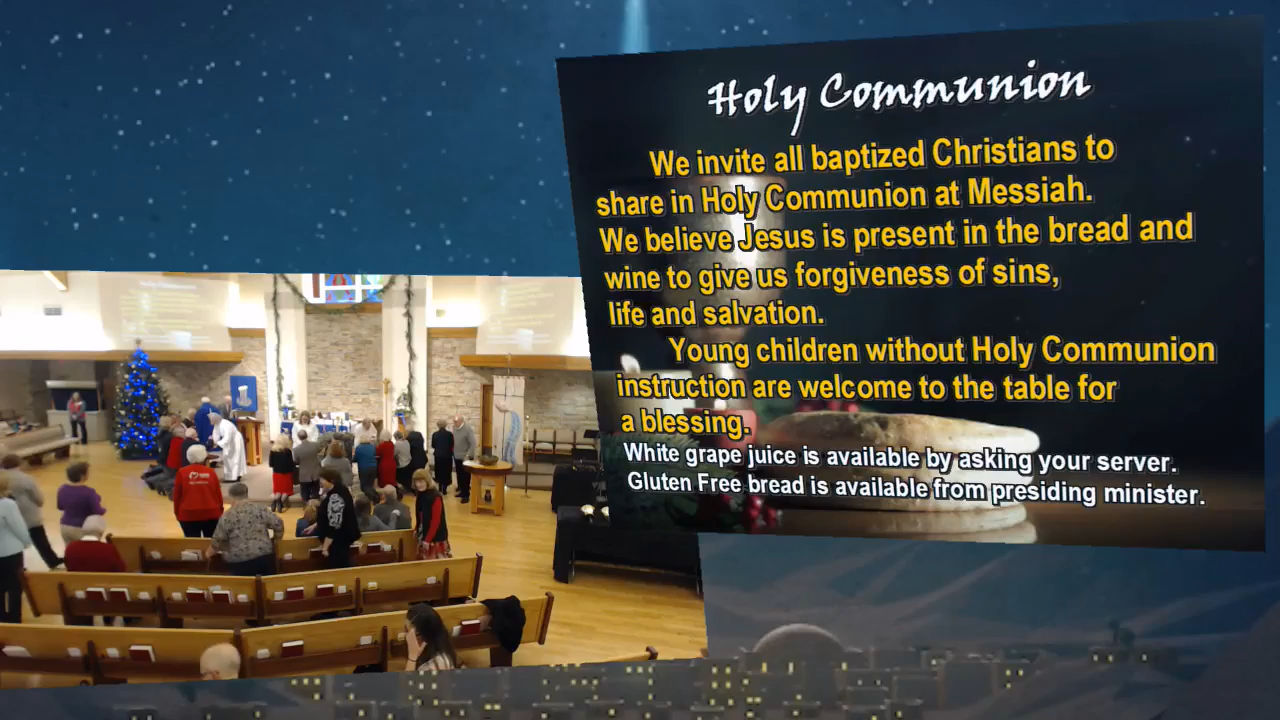 Holy Communion
We invite all baptized Christians to
share in Holy Communion at Messiah.
We believe Jesus is present in the bread and
wine to give us forgiveness of sins,
life and salvation.
Young children without Holy Communion
instruction are welcome to the table for
a blessing.
White grape juice is available by asking your server.
Gluten Free bread is available from presiding minister.